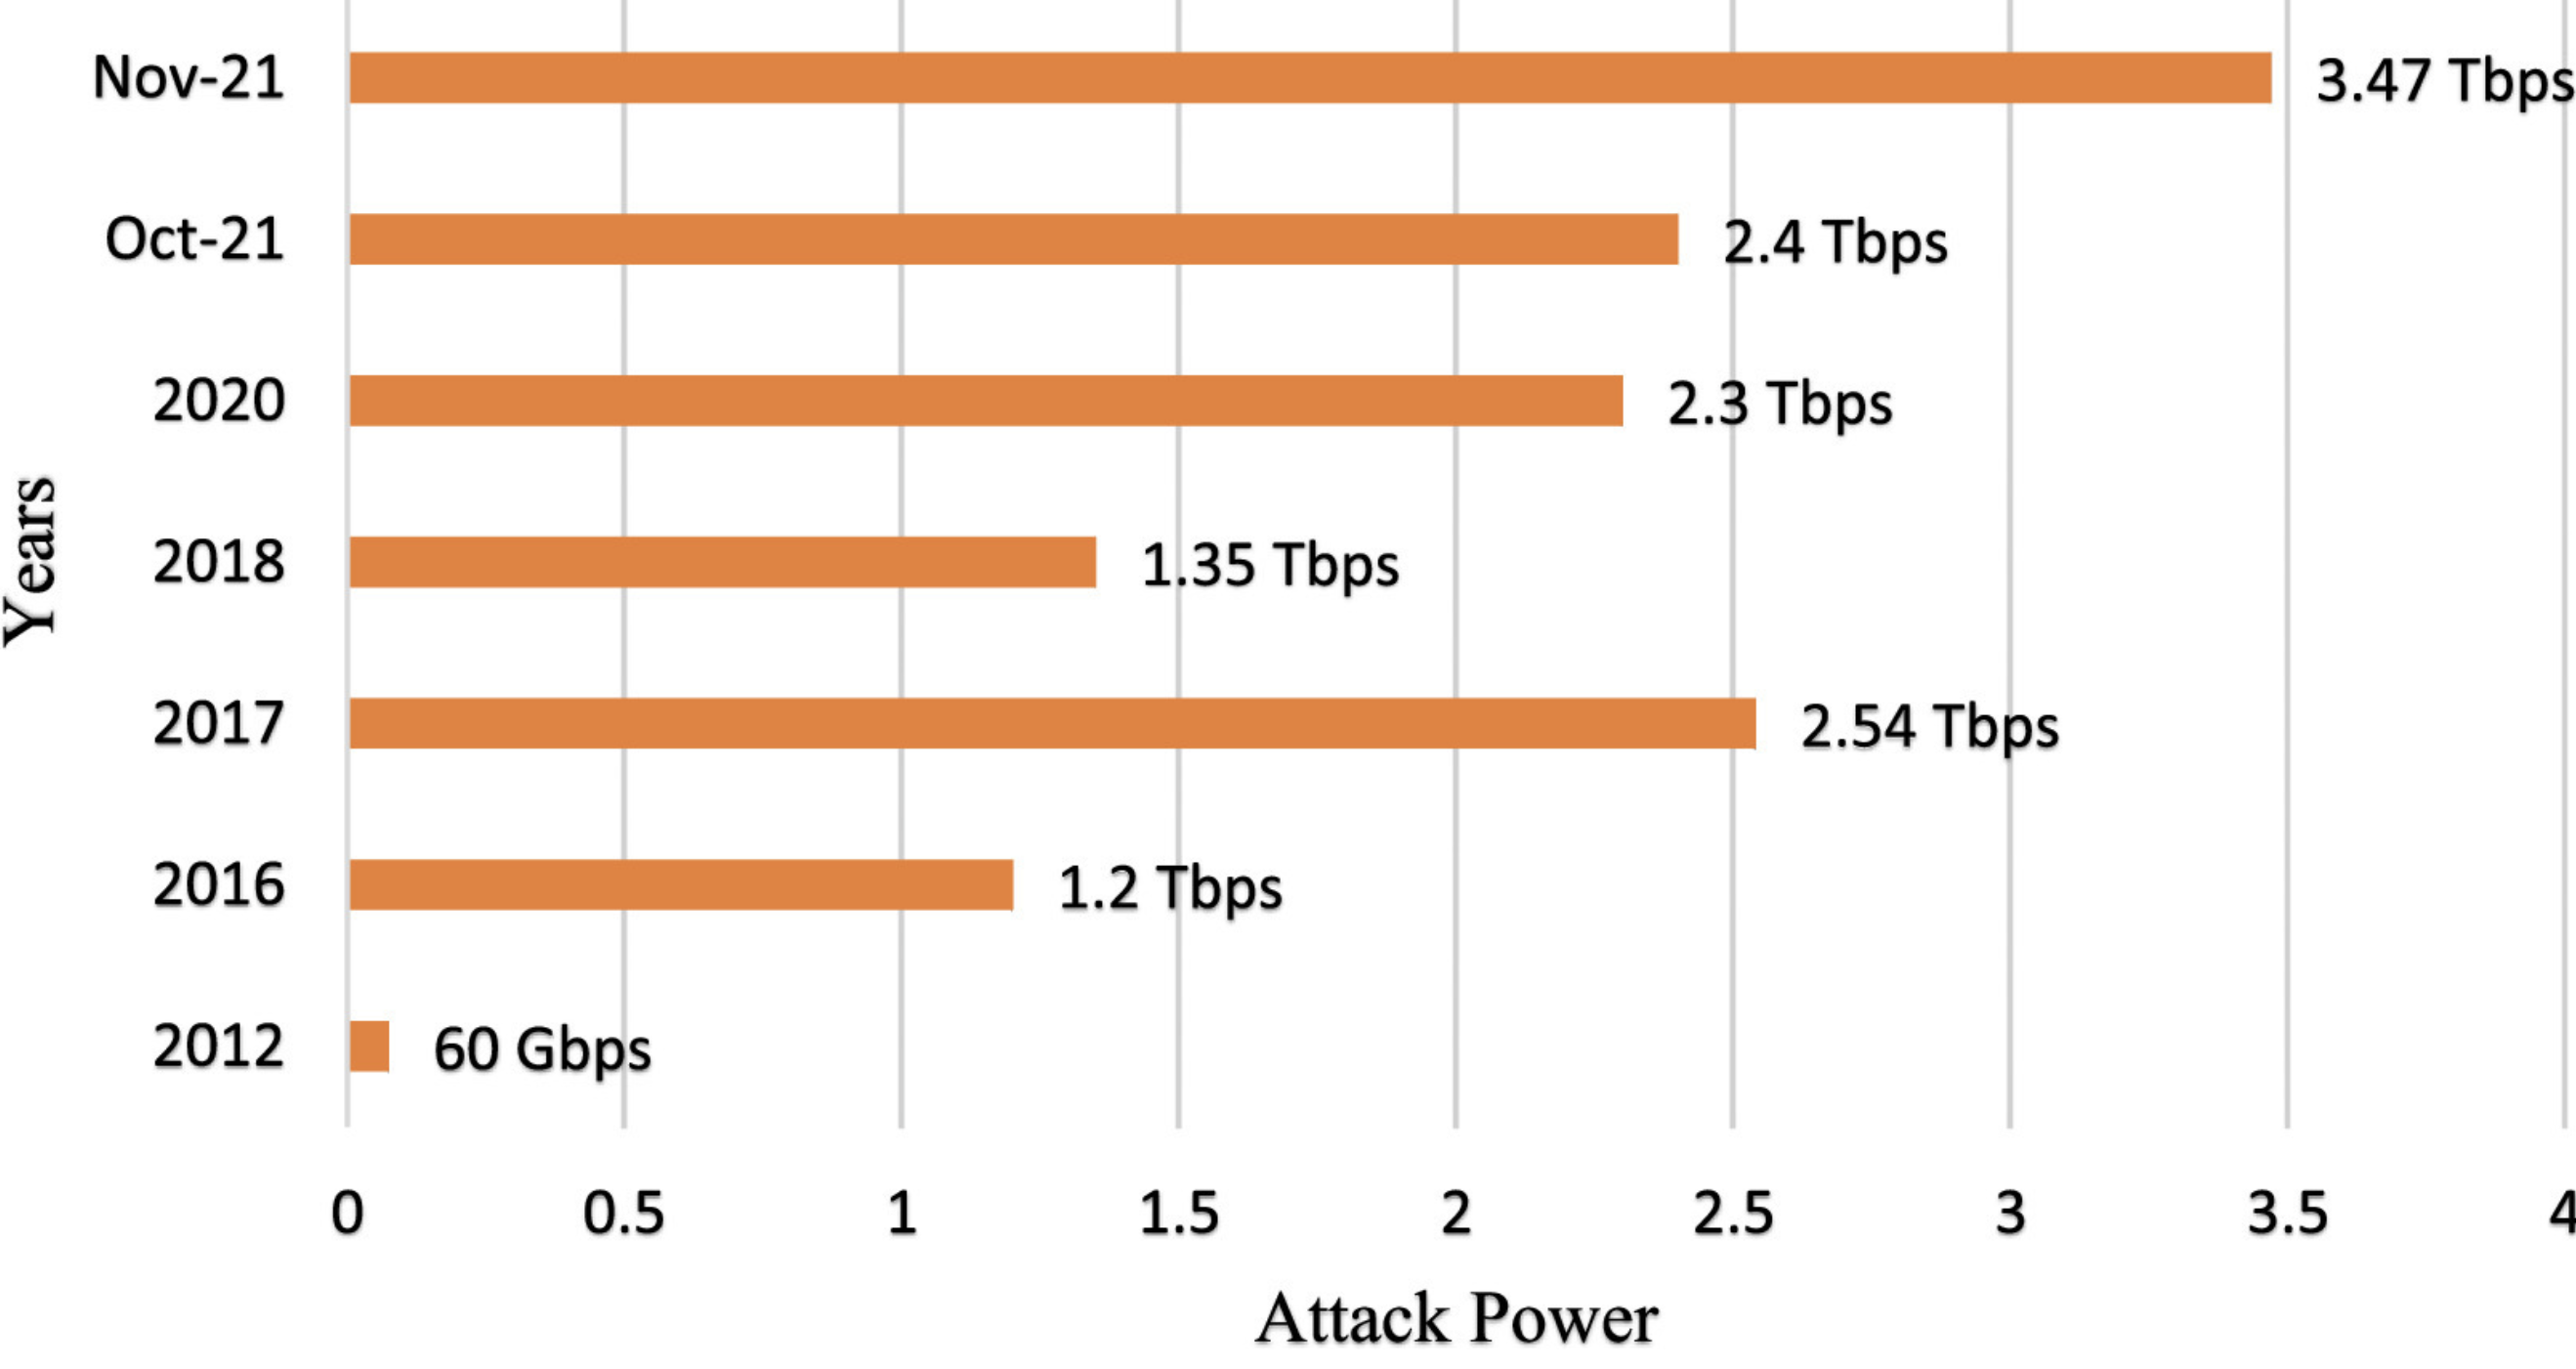 Nov-21
3.47 Tbps
Oct-21
2.4 Tbps
2020
2.3 Tbps
2018
1.35 Tbps
2017
2.54 Tbps
2016
1.2 Tbps
2012
60 Gbps
Years
0 0.5 1 1.5 2 2.5 3 3.5 4
Attack Power